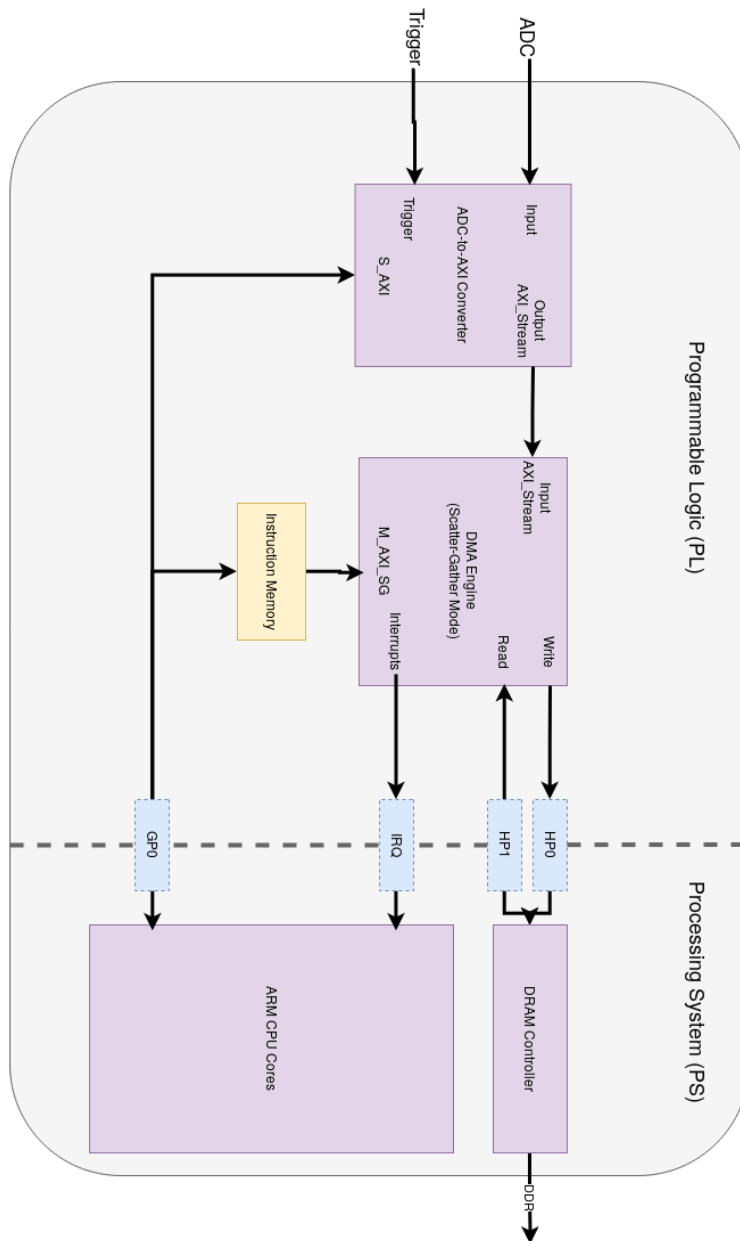 Programmable Logic (PL)
Processing System (PS)
ADC
Trigger
Input
Output
AXI_Stream
ADC-to-AXI Converter
Trigger
S_AXI
Input
AXI_Stream
DMA Engine
(Scatter-Gather Mode)
M_AXI_SG
Write
Read
Interrupts
Instruction Memory
HP0
HP1
IRQ
GP0
DRAM Controller
DDR
ARM CPU Cores